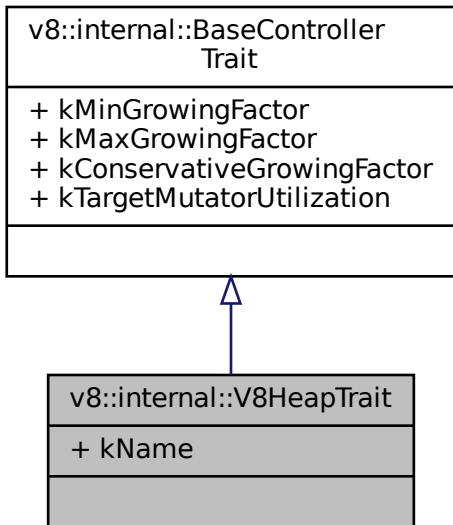 v8::internal::BaseController
Trait
+ kMinGrowingFactor
+ kMaxGrowingFactor
+ kConservativeGrowingFactor
+ kTargetMutatorUtilization
v8::internal::V8HeapTrait
+ kName